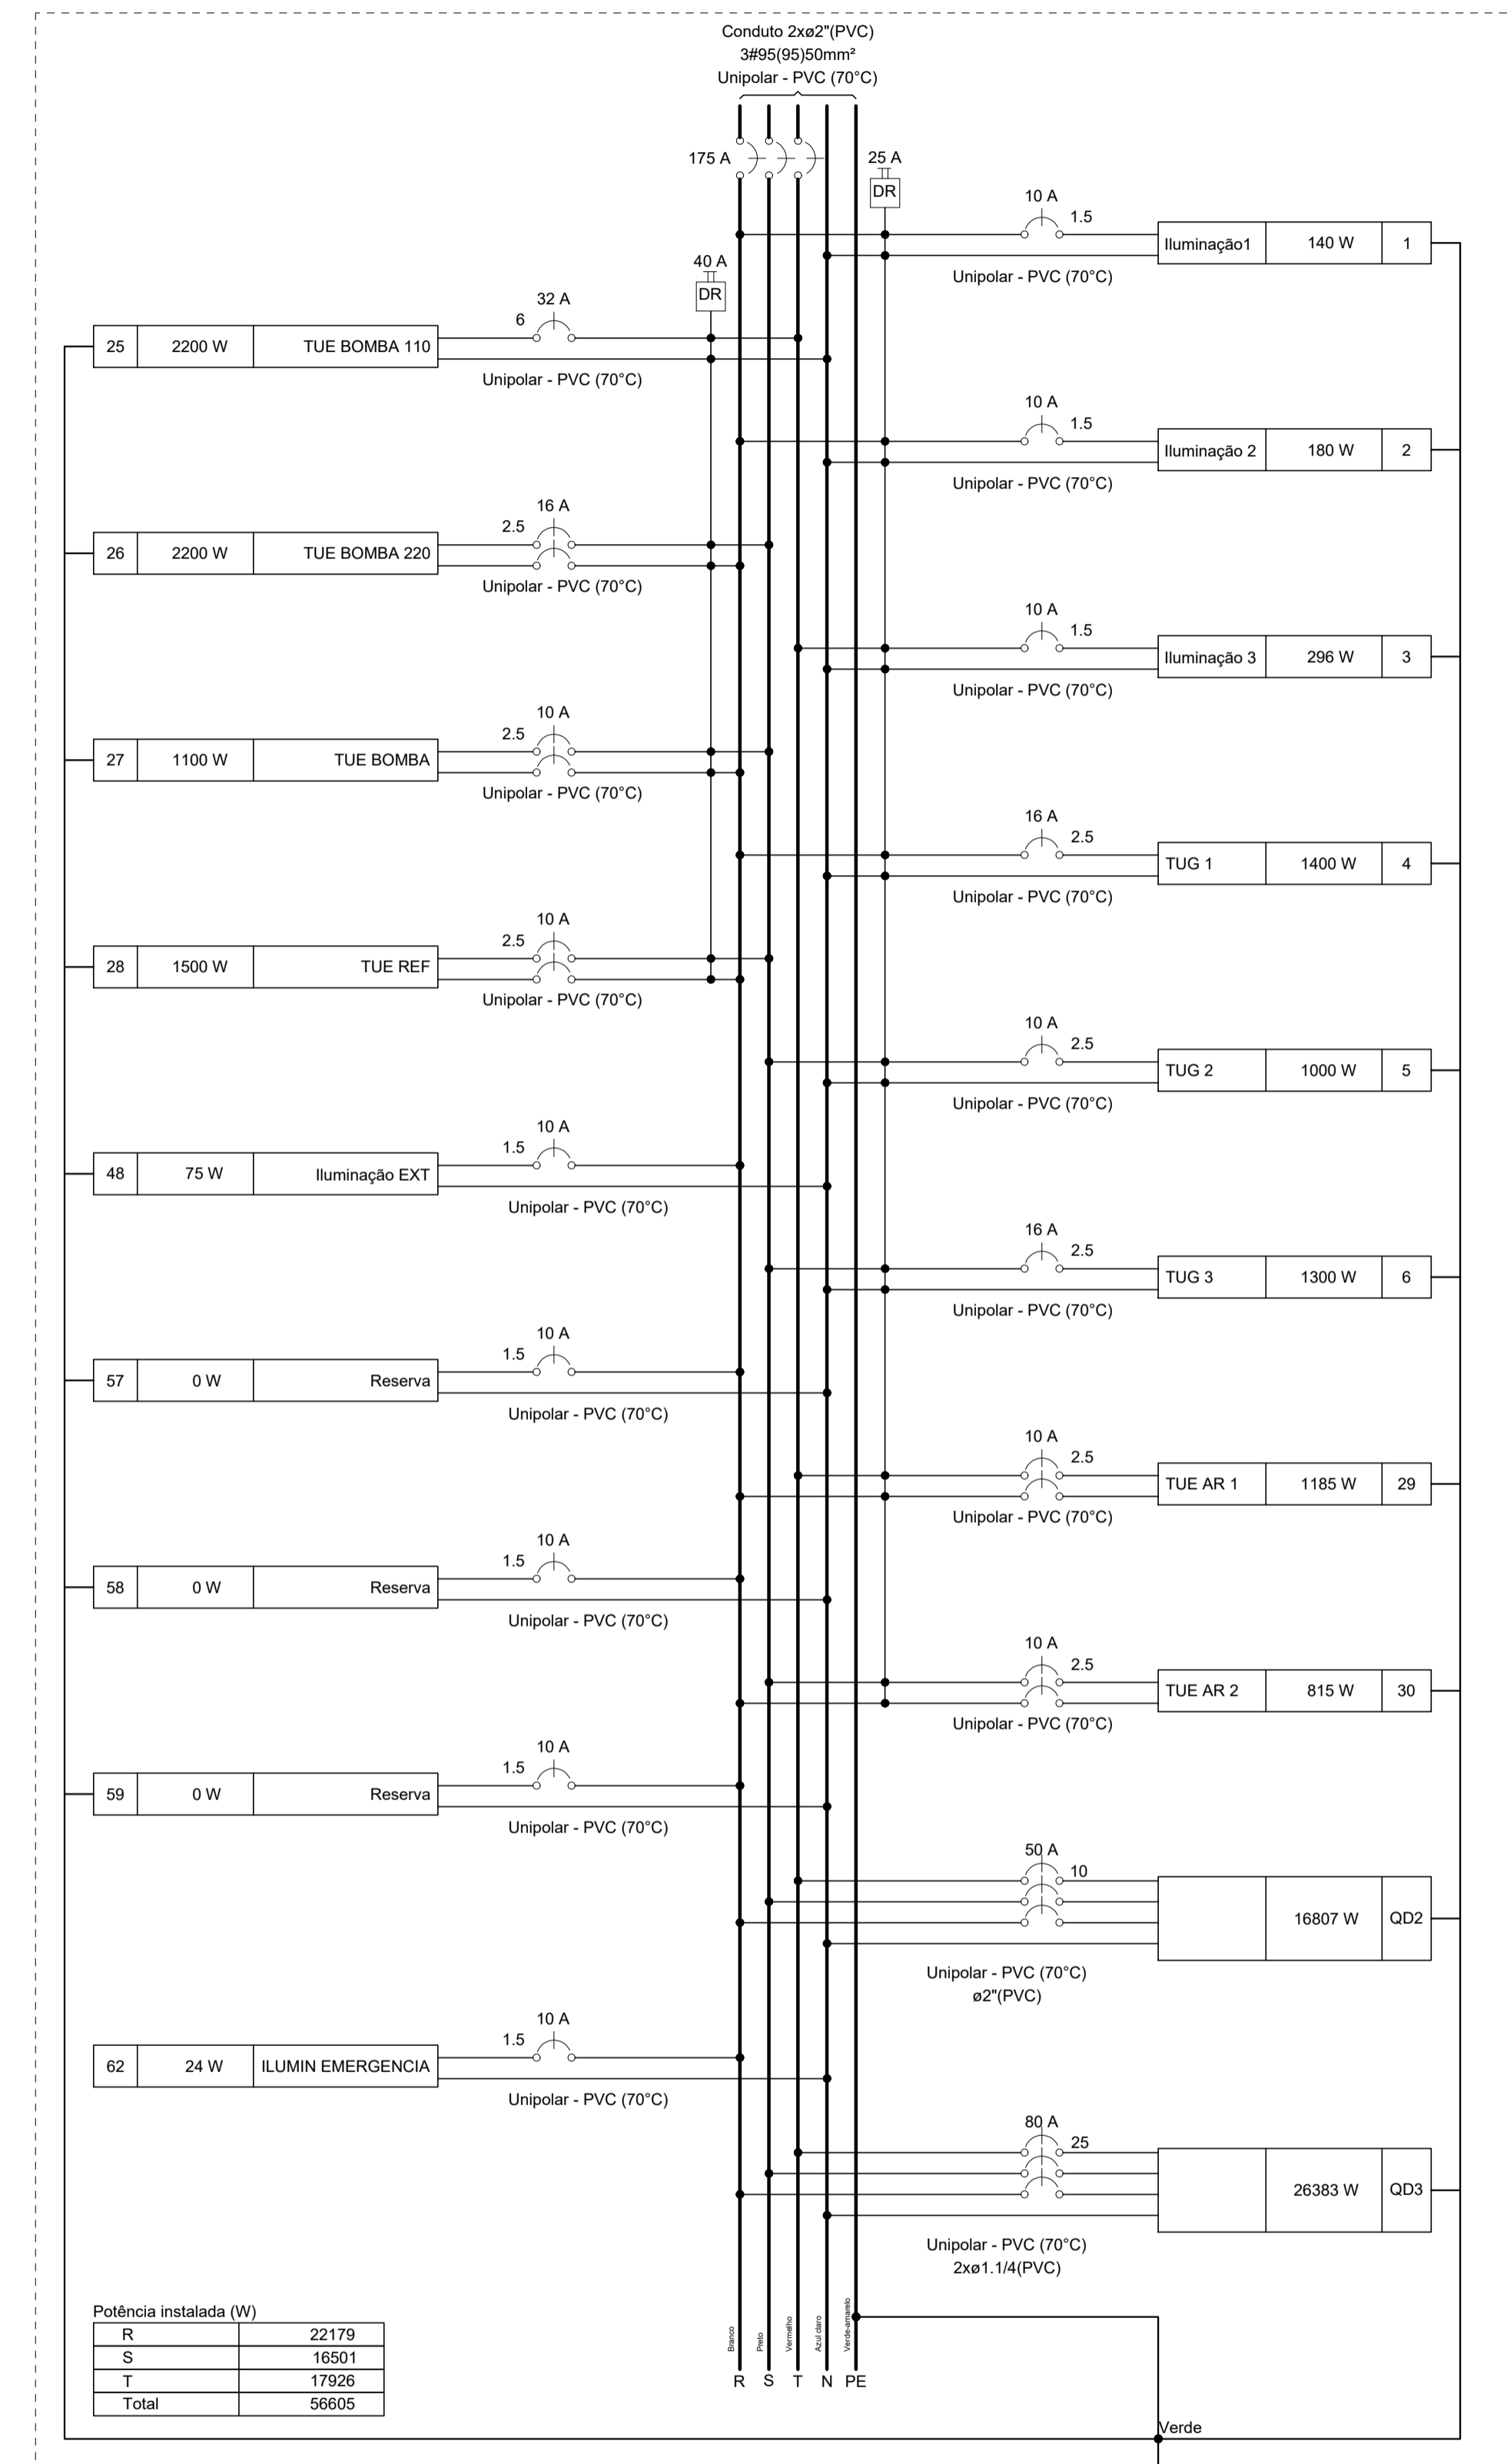 Conduto 2xø2"(PVC)
3#95(95)50mm²
Unipolar - PVC (70°C)
175 A
25 A
DR
10 A
1.5
Iluminação1 140 W 1
Unipolar - PVC (70°C)
40 A
DR
32 A
6
25 2200 W TUE BOMBA 110
Unipolar - PVC (70°C)
10 A
1.5
Iluminação 2 180 W 2
Unipolar - PVC (70°C)
16 A
2.5
26 2200 W TUE BOMBA 220
Unipolar - PVC (70°C)
10 A
1.5
Iluminação 3 296 W 3
Unipolar - PVC (70°C)
10 A
2.5
27 1100 W TUE BOMBA
Unipolar - PVC (70°C)
16 A
2.5
TUG 1 1400 W 4
Unipolar - PVC (70°C)
10 A
2.5
28 1500 W TUE REF
Unipolar - PVC (70°C)
10 A
2.5
TUG 2 1000 W 5
Unipolar - PVC (70°C)
10 A
1.5
48 75 W Iluminação EXT
Unipolar - PVC (70°C)
16 A
2.5
TUG 3 1300 W 6
Unipolar - PVC (70°C)
10 A
1.5
57 0 W Reserva
Unipolar - PVC (70°C)
10 A
2.5
TUE AR 1 1185 W 29
Unipolar - PVC (70°C)
10 A
1.5
58 0 W Reserva
Unipolar - PVC (70°C)
10 A
2.5
TUE AR 2 815 W 30
Unipolar - PVC (70°C)
10 A
1.5
59 0 W Reserva
Unipolar - PVC (70°C)
50 A
10
16807 W QD2
Unipolar - PVC (70°C)
ø2"(PVC)
10 A
1.5
62 24 W ILUMIN EMERGENCIA
Unipolar - PVC (70°C)
80 A
25
26383 W QD3
Unipolar - PVC (70°C)
2xø1.1/4(PVC)
Potência instalada (W)
R 22179
S 16501
T 17926
Total 56605
Branco
Preto
Vermelho
Azul claro
Verde-amarelo
R S T N PE
Verde